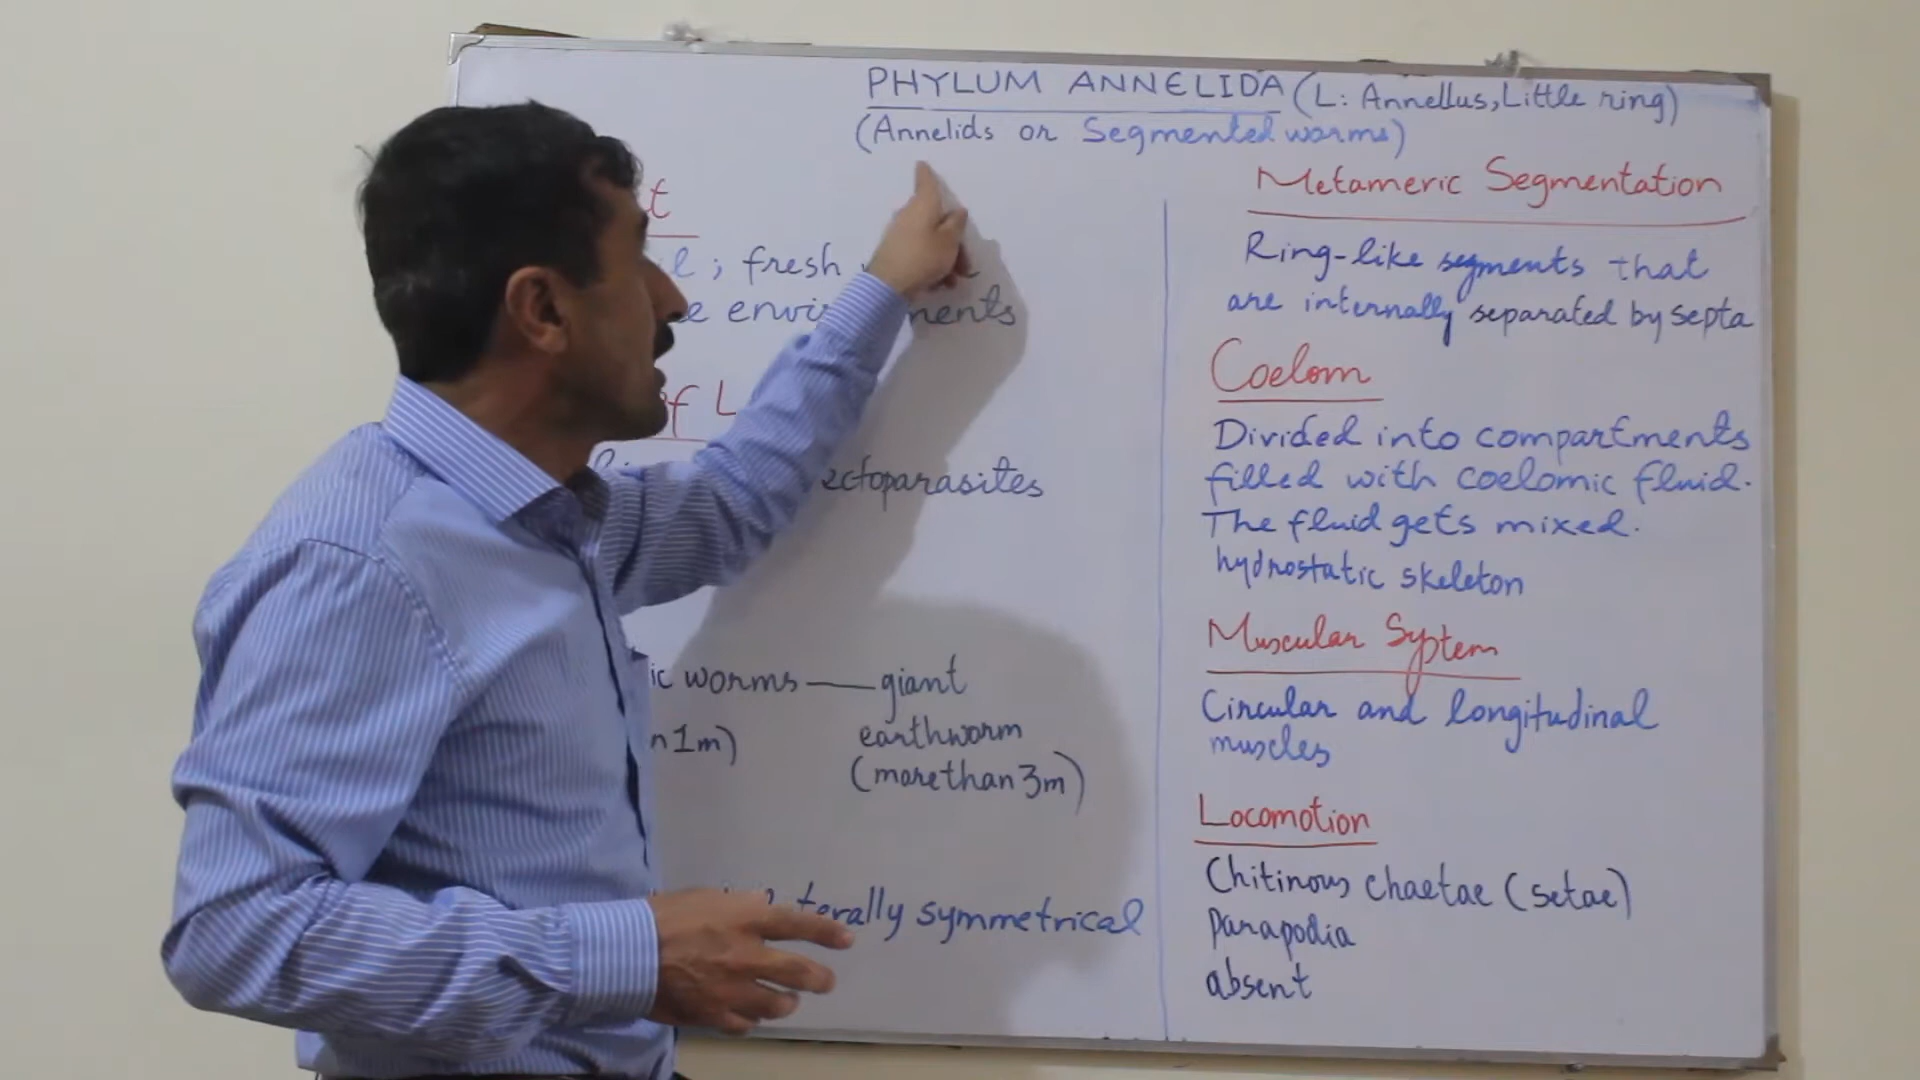 PHYLUM ANNELIDA (L: Annellus, Little ring)
(Annelids or Segmented worms)
; fresh
ments
ectoparasites
worms — giant
earthworm
1m)
(more than 3m)
symmetrical
Metameric Segmentation
Ring-like segments that
are internally separated by septa
Coelom
Divided into compartments
filled with coelomic fluid.
The fluid gets mixed.
hydrostatic skeleton
Muscular System
Circular and longitudinal
muscles
Locomotion
Chitinous chaetae (setae)
parapodia
absent